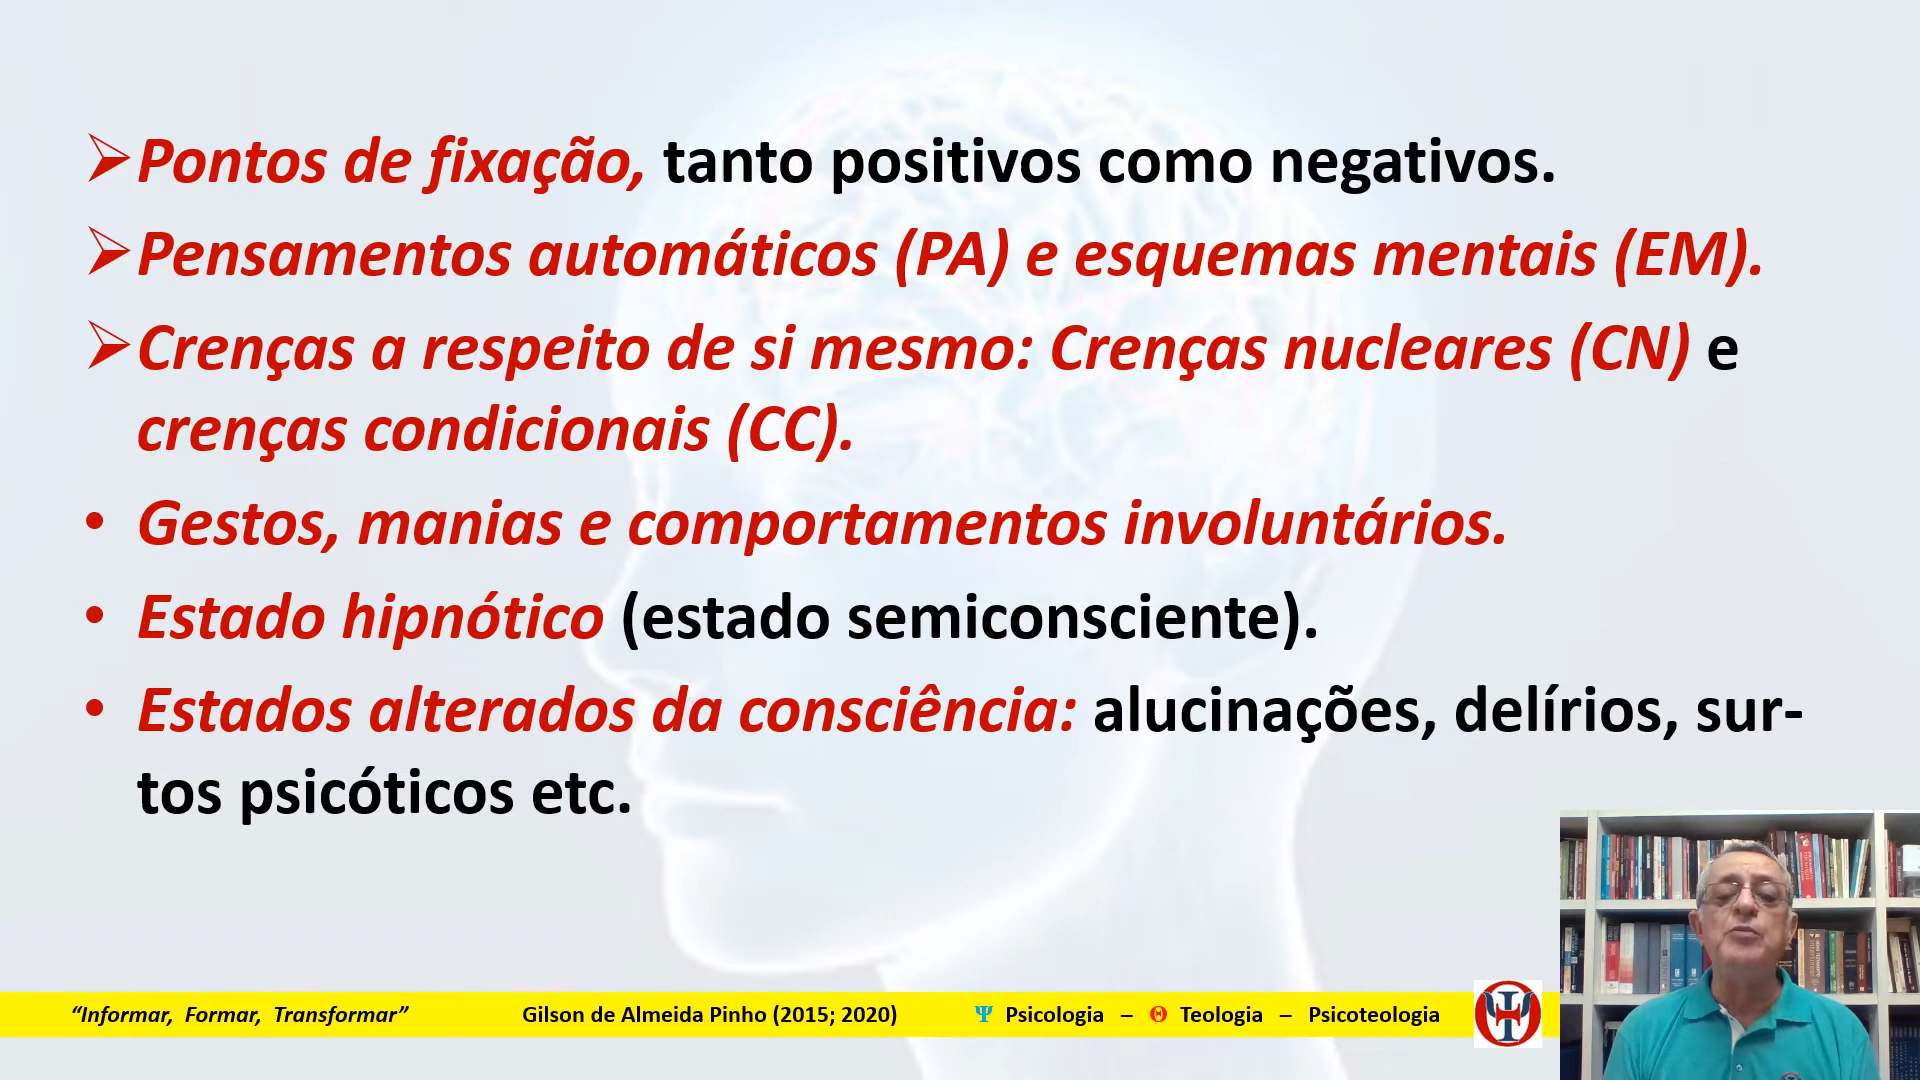 ➢Pontos de fixação, tanto positivos como negativos.
➢Pensamentos automáticos (PA) e esquemas mentais (EM).
➢Crenças a respeito de si mesmo: Crenças nucleares (CN) e
crenças condicionais (CC).
• Gestos, manias e comportamentos involuntários.
• Estado hipnótico (estado semiconsciente).
• Estados alterados da consciência: alucinações, delírios, sur-
tos psicóticos etc.
“Informar, Formar, Transformar” Gilson de Almeida Pinho (2015; 2020) Ψ Psicologia – Θ Teologia – Psicoteologia